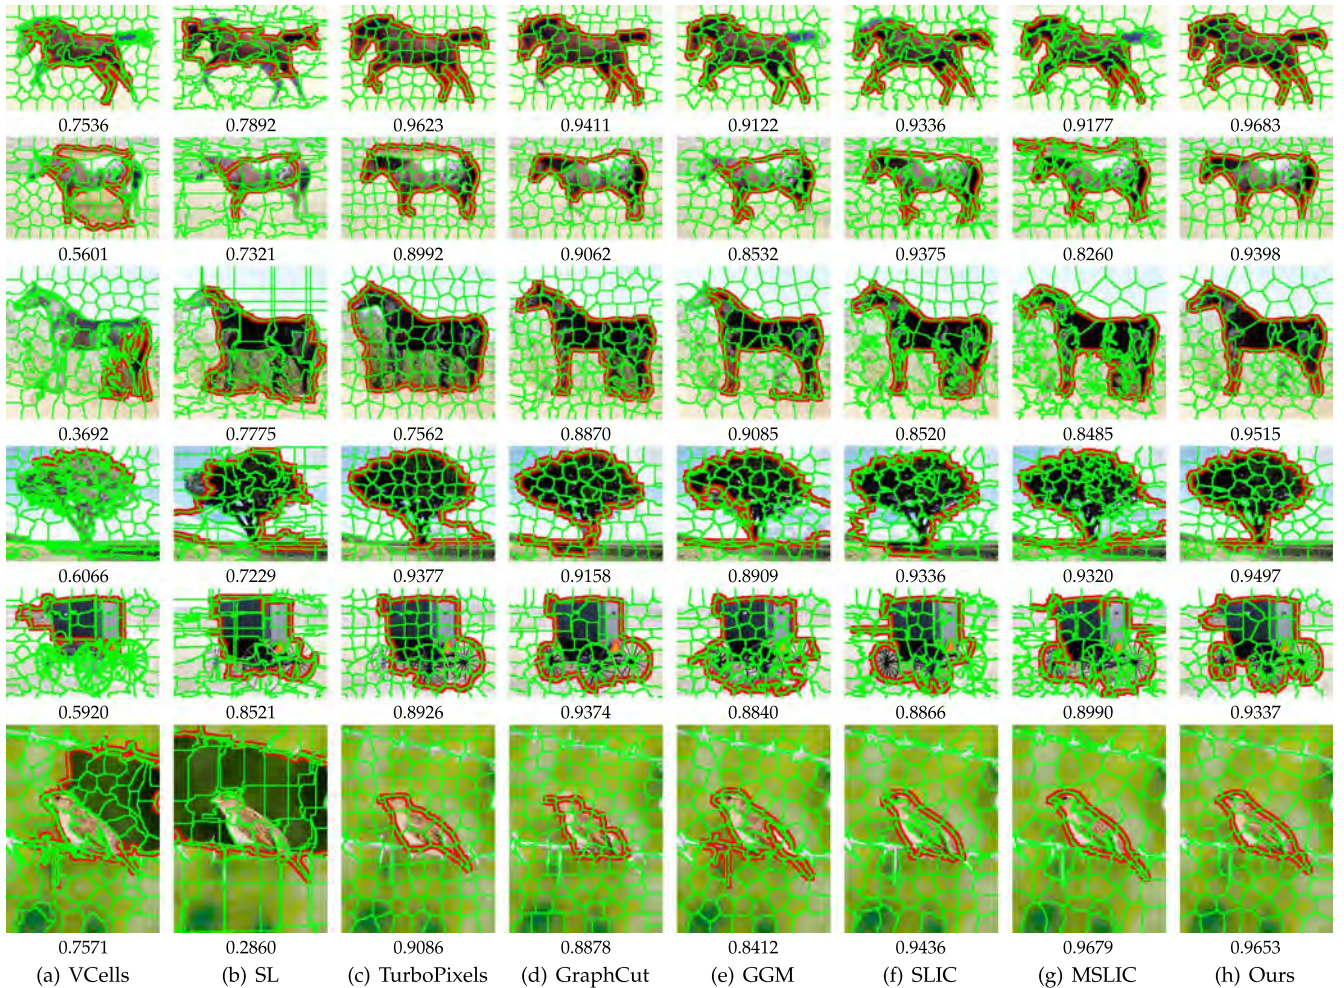 0.7536 0.7892 0.9623 0.9411 0.9122 0.9336 0.9177 0.9683
0.5601 0.7321 0.8992 0.9062 0.8532 0.9375 0.8260 0.9398
0.3692 0.7775 0.7562 0.8870 0.9085 0.8520 0.8485 0.9515
0.6066 0.7229 0.9377 0.9158 0.8909 0.9336 0.9320 0.9497
0.5920 0.8521 0.8926 0.9374 0.8840 0.8866 0.8990 0.9337
0.7571 0.2860 0.9086 0.8878 0.8412 0.9436 0.9679 0.9653
(a) VCells (b) SL (c) TurboPixels (d) GraphCut (e) GGM (f) SLIC (g) MSLIC (h) Ours